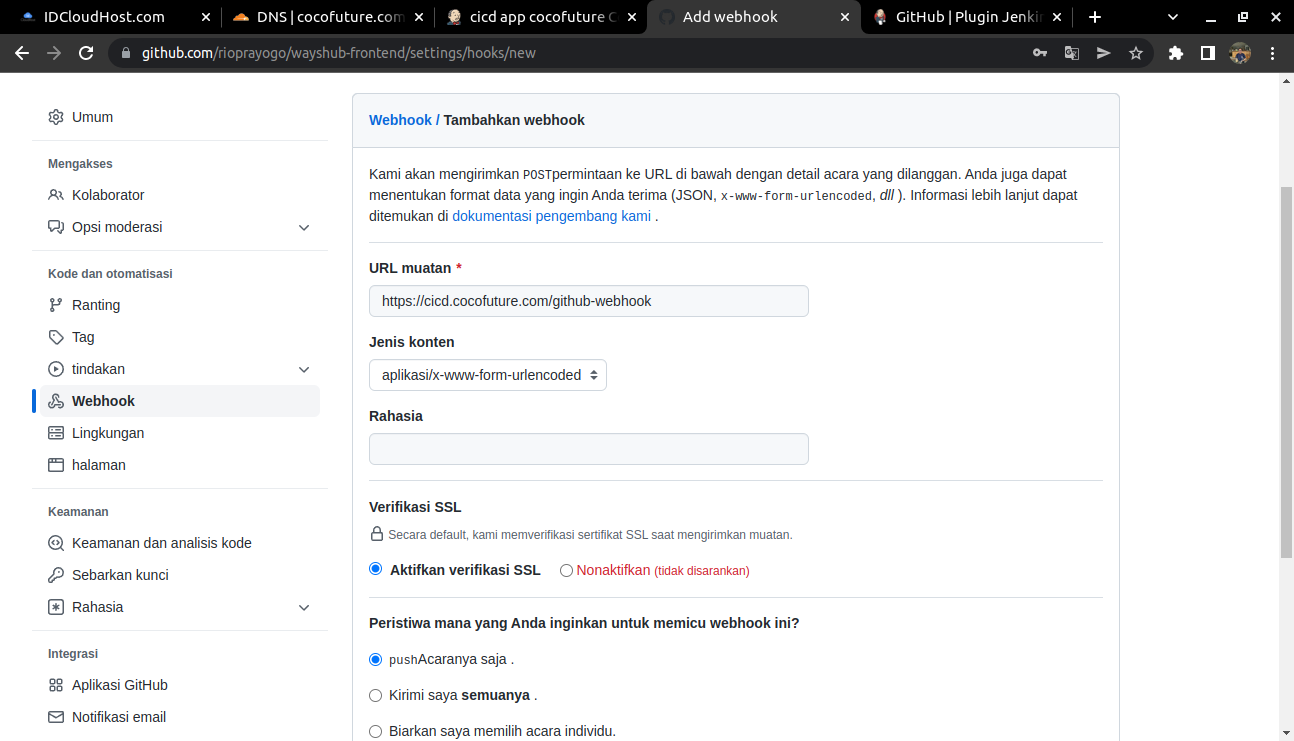 IDCloudHost.com
DNS | cocofuture.com
cicd app cocofuture C
Add webhook
GitHub | Plugin Jenkin
github.com/rioprayogo/wayshub-frontend/settings/hooks/new
Umum
Mengakses
Kolaborator
Opsi moderasi
Kode dan otomatisasi
Ranting
Tag
tindakan
Webhook
Lingkungan
halaman
Keamanan
Keamanan dan analisis kode
Sebarkan kunci
Rahasia
Integrasi
Aplikasi GitHub
Notifikasi email
Webhook / Tambahkan webhook
Kami akan mengirimkan POSTpermintaan ke URL di bawah dengan detail acara yang dilanggan. Anda juga dapat
menentukan format data yang ingin Anda terima (JSON, x-www-form-urlencoded, dll ). Informasi lebih lanjut dapat
ditemukan di dokumentasi pengembang kami .
URL muatan *
https://cicd.cocofuture.com/github-webhook
Jenis konten
aplikasi/x-www-form-urlencoded
Rahasia
Verifikasi SSL
Secara default, kami memverifikasi sertifikat SSL saat mengirimkan muatan.
Aktifkan verifikasi SSL
Nonaktifkan (tidak disarankan)
Peristiwa mana yang Anda inginkan untuk memicu webhook ini?
pushAcaranya saja .
Kirimi saya semuanya .
Biarkan saya memilih acara individu.